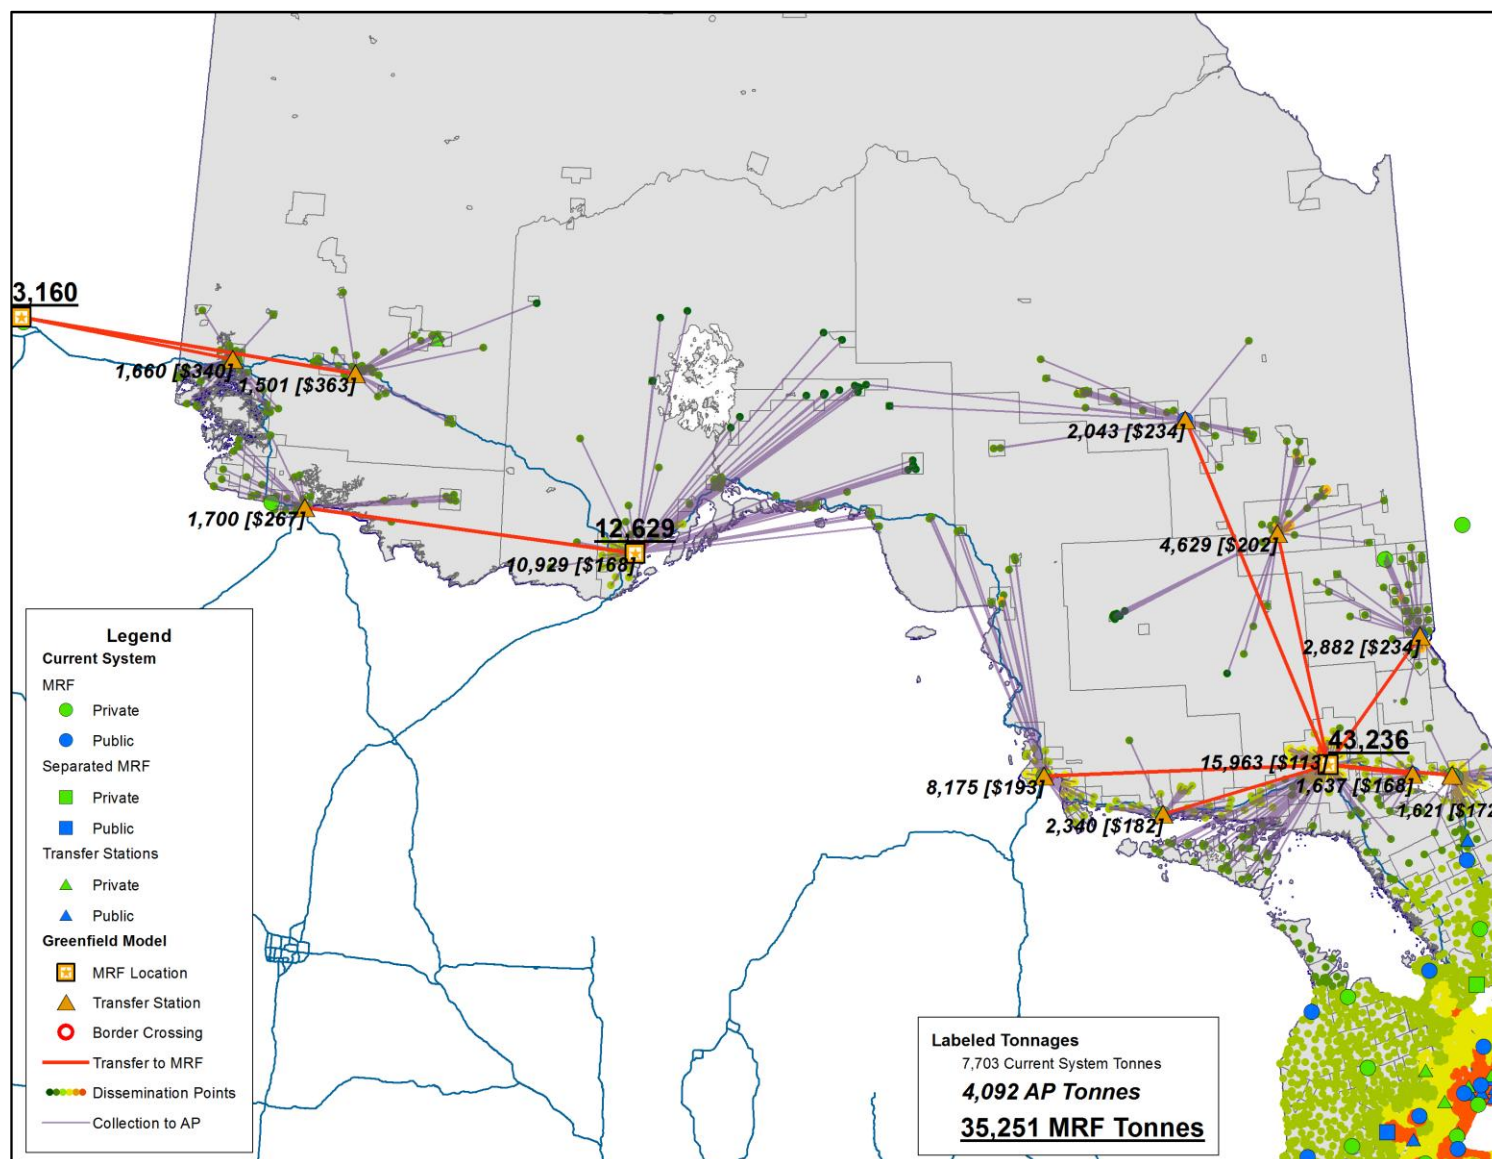 3,160
1,660 [$340]
1,501 [$363]
2,043 [$234]
1,700 [$267]
12,629
10,929 [$168]
4,629 [$202]
2,882 [$234]
43,236
15,963 [$113]
8,175 [$193]
1,637 [$168]
1,621 [$172
2,340 [$182]
Legend
Current System
MRF
Private
Public
Separated MRF
Private
Public
Transfer Stations
Private
Public
Greenfield Model
MRF Location
Transfer Station
Border Crossing
Transfer to MRF
Dissemination Points
Collection to AP
Labeled Tonnages
7,703 Current System Tonnes
4,092 AP Tonnes
35,251 MRF Tonnes